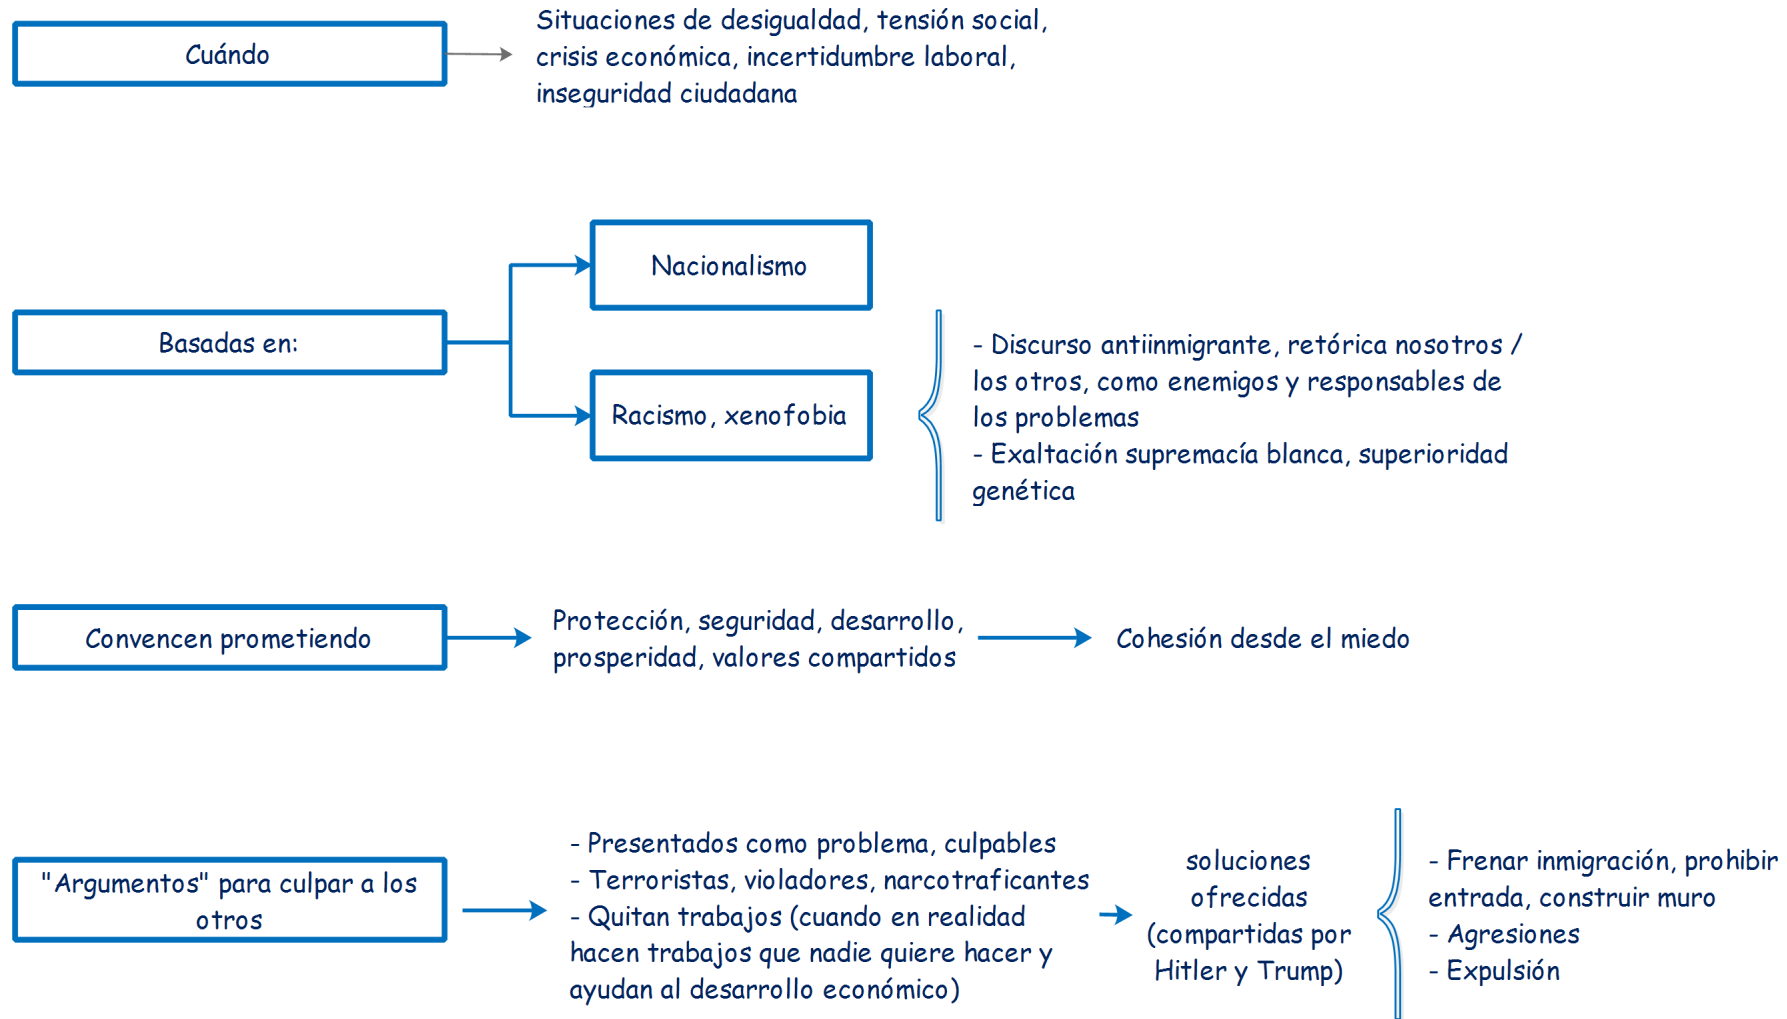 Cuándo
Situaciones de desigualdad, tensión social,
crisis económica, incertidumbre laboral,
inseguridad ciudadana
Basadas en:
Nacionalismo
Racismo, xenofobia
- Discurso antiinmigrante, retórica nosotros /
los otros, como enemigos y responsables de
los problemas
- Exaltación supremacía blanca, superioridad
genética
Convencen prometiendo
Protección, seguridad, desarrollo,
prosperidad, valores compartidos
Cohesión desde el miedo
"Argumentos" para culpar a los
otros
- Presentados como problema, culpables
- Terroristas, violadores, narcotraficantes
- Quitan trabajos (cuando en realidad
hacen trabajos que nadie quiere hacer y
ayudan al desarrollo económico)
soluciones
ofrecidas
(compartidas por
Hitler y Trump)
- Frenar inmigración, prohibir
entrada, construir muro
- Agresiones
- Expulsión